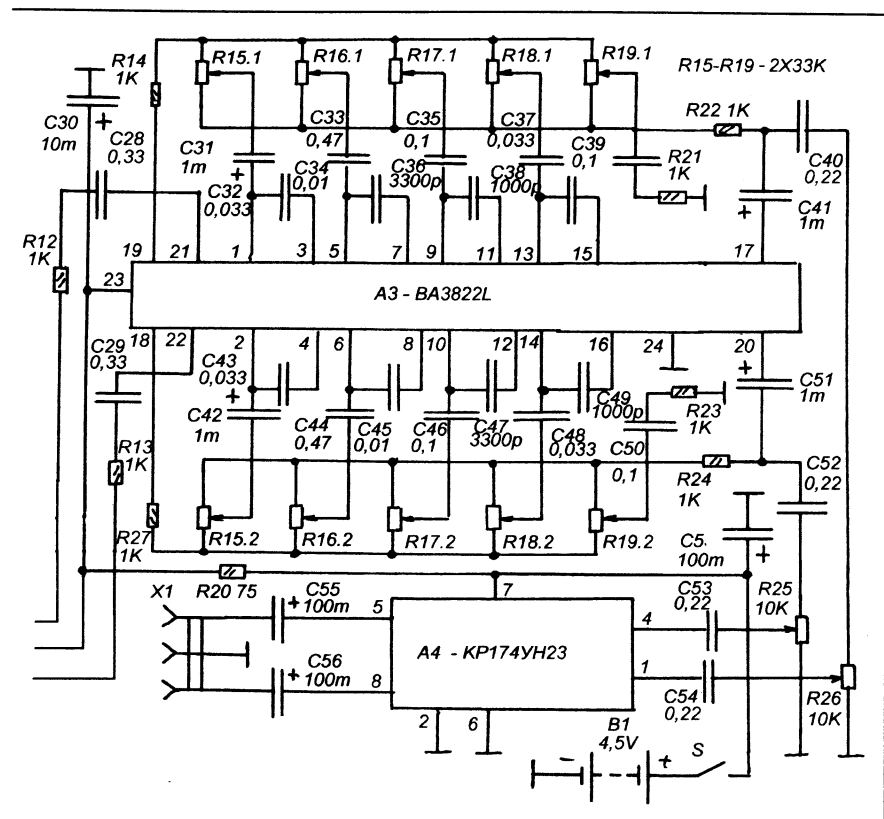 R14
1K
R15.1
R16.1
R17.1
R18.1
R19.1
R15-R19 - 2X33K
C30
10m
+
C28
0,33
C31
1m
+
C33
0,47
C35
0,1
C37
0,033
C39
0,1
R22 1K
R21
1K
C40
0,22
+
C41
1m
C32
0,033
C34
0,01
C36
3300p
C38
1000p
R12
1K
19 21 1 3 5 7 9 11 13 15 17
23
A3 - BA3822L
18 22 2 4 6 8 10 12 14 16 24 20
C29
0,33
C43
0,033
+
C42
1m
C44
0,47
C45
0,01
C46
0,1
C47
3300p
C48
0,033
C49
1000p
C50
0,1
R23
1K
+
C51
1m
R13
1K
R24
1K
C52
0,22
R27
1K
R15.2
R16.2
R17.2
R18.2
R19.2
C5
100m
+
X1
R20 75
C55
100m
+
5
7
4
C53
0,22
R25
10K
A4 - КР174УН23
C56
100m
+
8
1
C54
0,22
R26
10K
2
6
B1
4,5V
S
- +